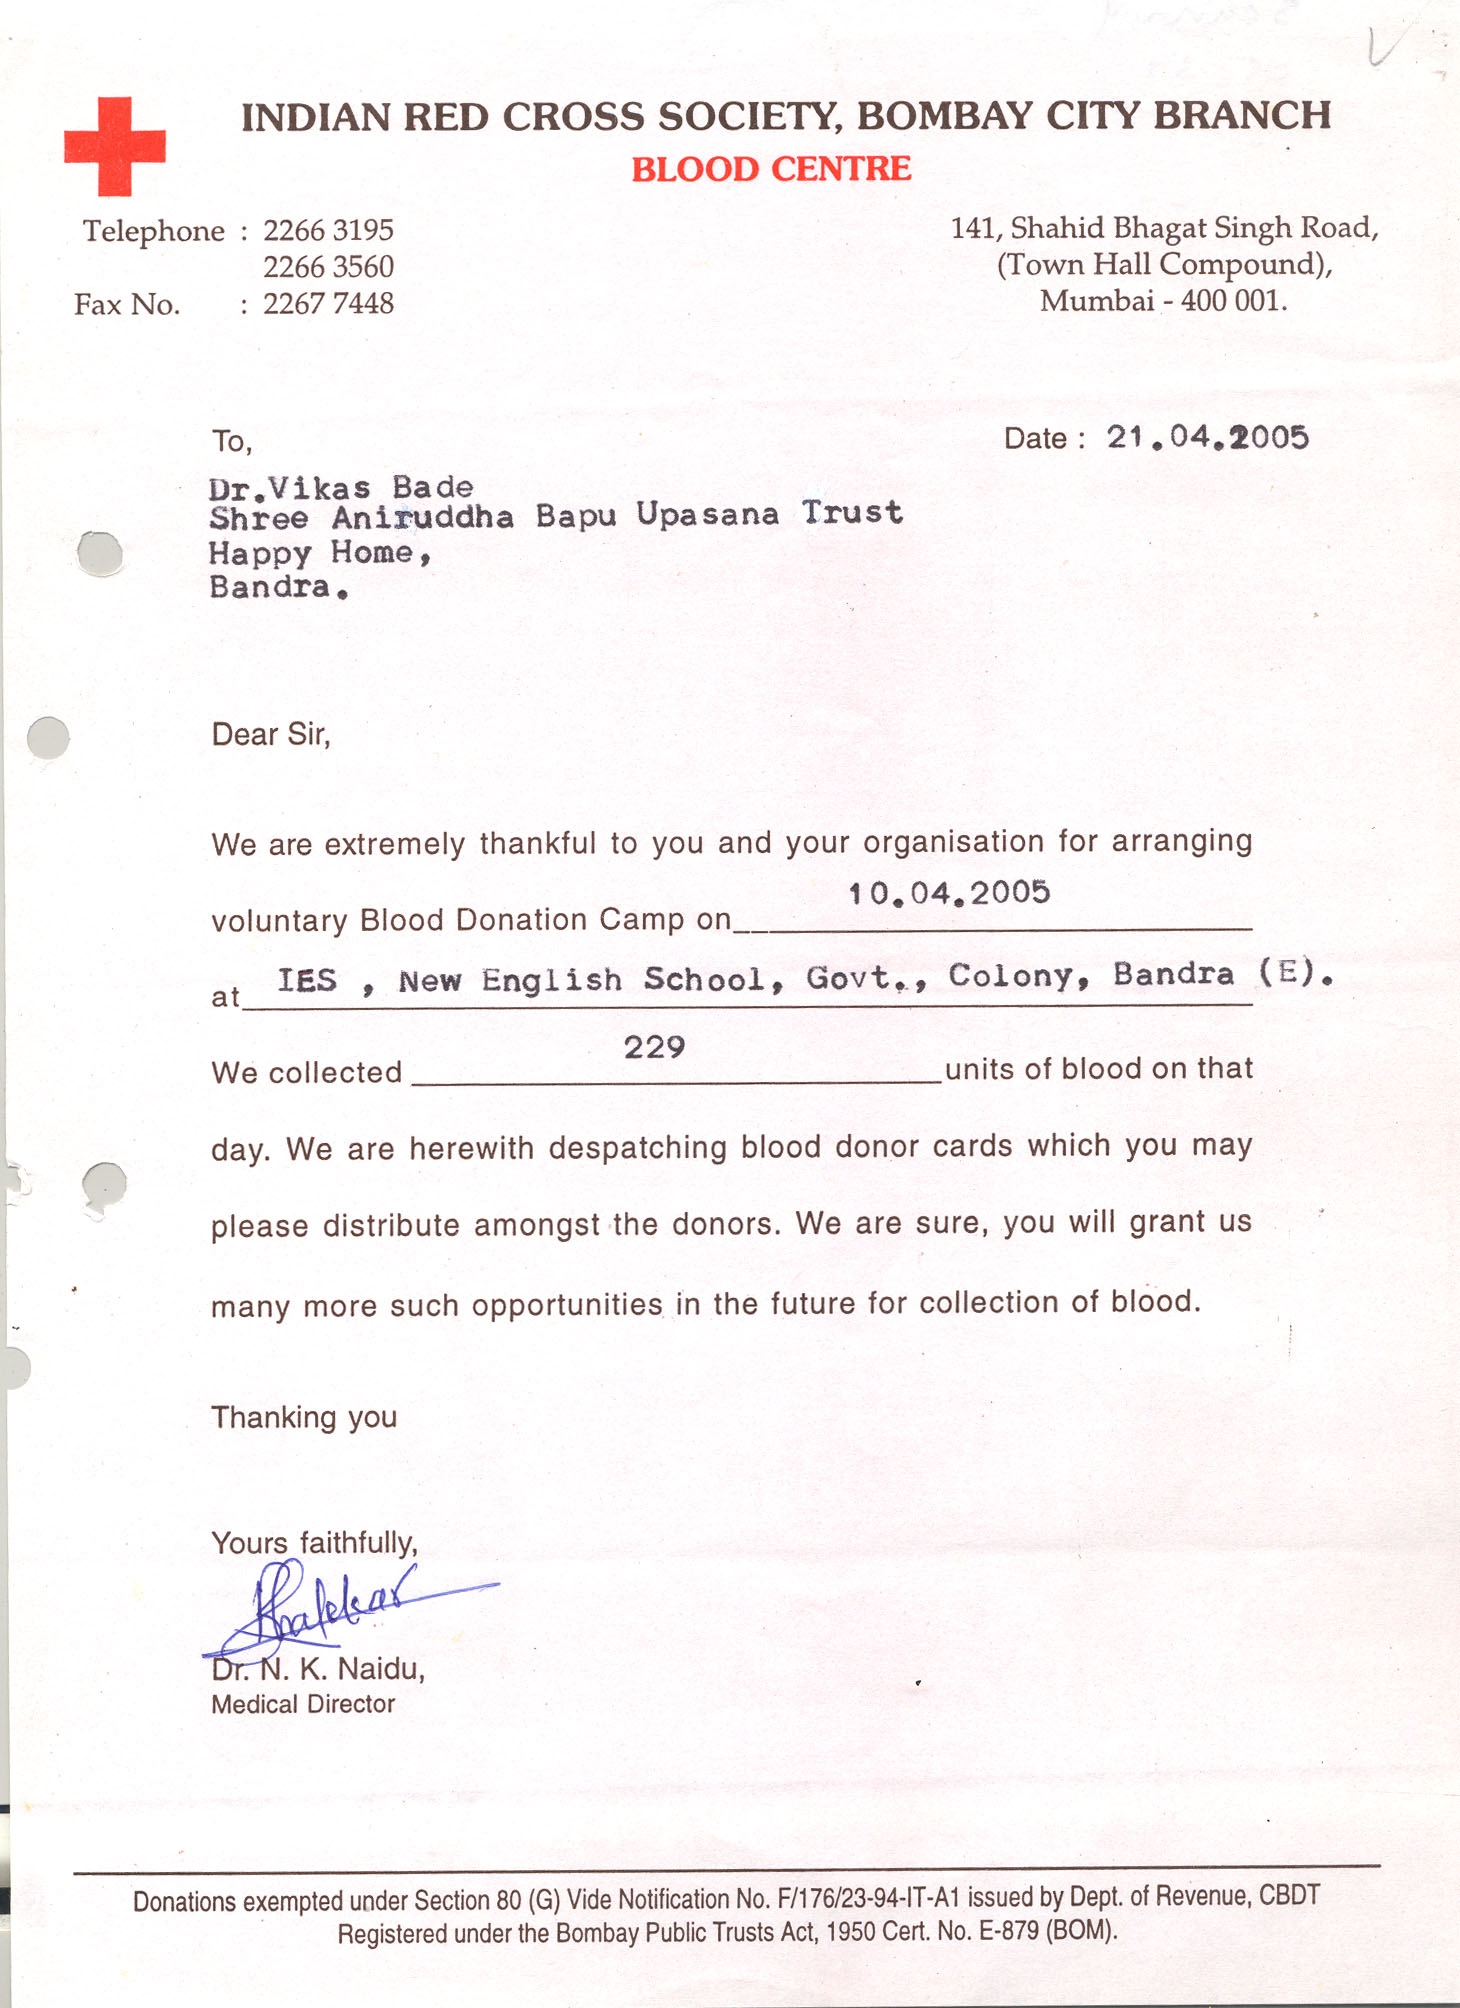 INDIAN RED CROSS SOCIETY, BOMBAY CITY BRANCH
BLOOD CENTRE
Telephone : 2266 3195
2266 3560
Fax No. : 2267 7448
141, Shahid Bhagat Singh Road,
(Town Hall Compound),
Mumbai - 400 001.
To,
Date : 21.04.2005
Dr.Vikas Bade
Shree Aniruddha Bapu Upasana Trust
Happy Home,
Bandra.
Dear Sir,
We are extremely thankful to you and your organisation for arranging
voluntary Blood Donation Camp on 10.04.2005
at IES , New English School, Govt., Colony, Bandra (E).
We collected 229 units of blood on that
day. We are herewith despatching blood donor cards which you may
please distribute amongst the donors. We are sure, you will grant us
many more such opportunities in the future for collection of blood.
Thanking you
Yours faithfully,
Dr. N. K. Naidu,
Medical Director
Donations exempted under Section 80 (G) Vide Notification No. F/176/23-94-IT-A1 issued by Dept. of Revenue, CBDT
Registered under the Bombay Public Trusts Act, 1950 Cert. No. E-879 (BOM).